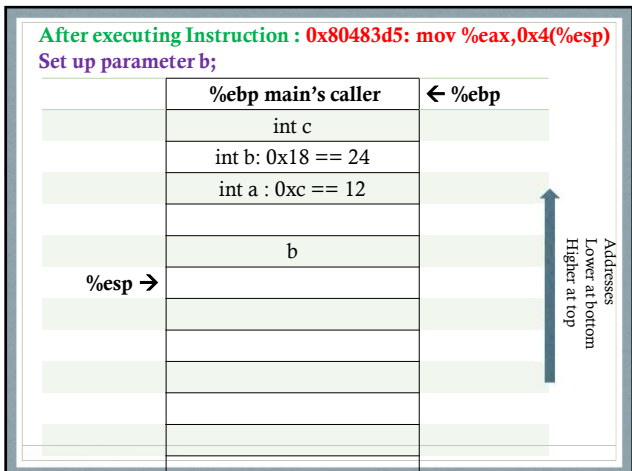 After executing Instruction : 0x80483d5: mov %eax,0x4(%esp)
Set up parameter b;
%ebp main's caller
← %ebp
int c
int b: 0x18 == 24
int a : 0xc == 12
b
%esp →
Addresses
Lower at bottom
Higher at top